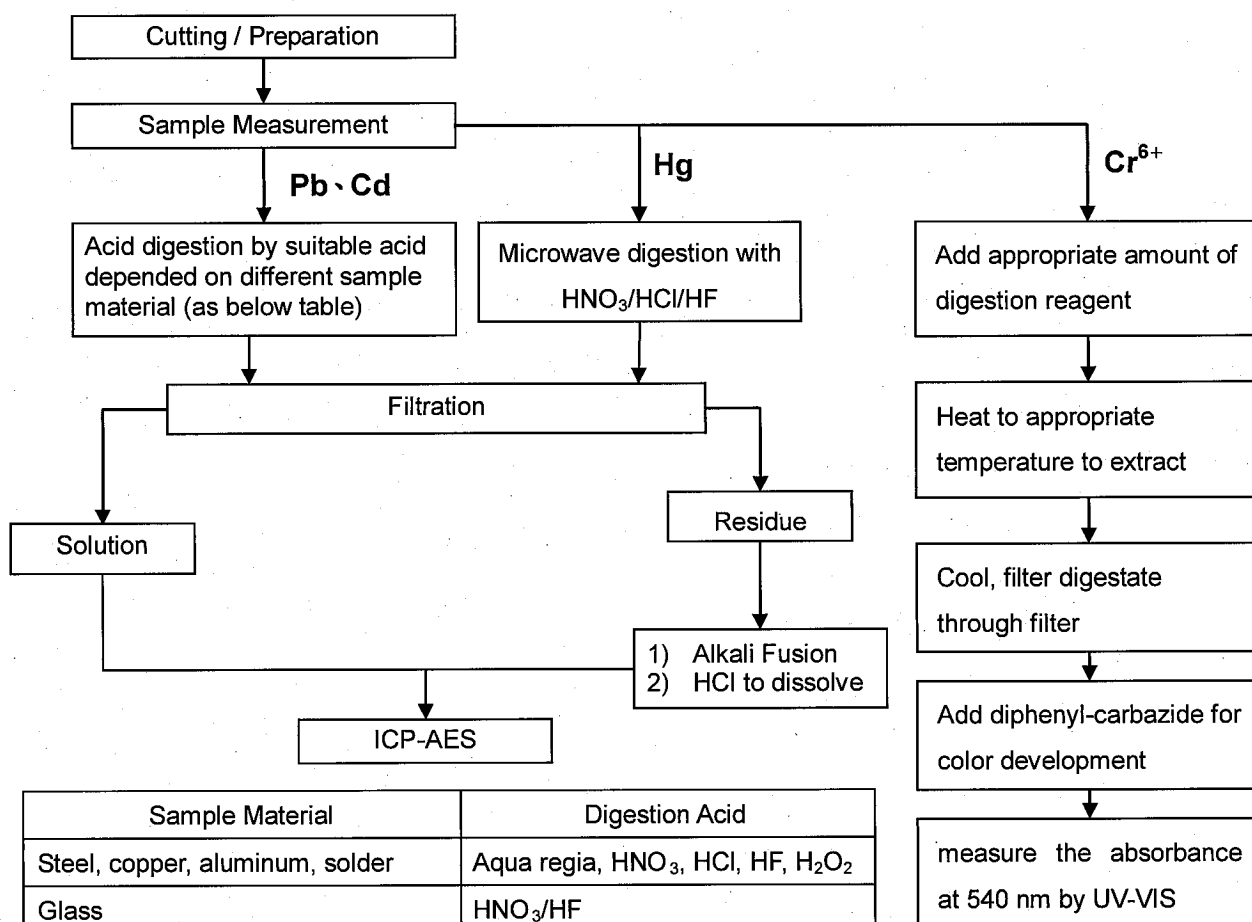 Cutting / Preparation
Sample Measurement
Pb、Cd
Hg
Cr⁶⁺
Acid digestion by suitable acid
depended on different sample
material (as below table)
Microwave digestion with
HNO₃/HCl/HF
Add appropriate amount of
digestion reagent
Filtration
Heat to appropriate
temperature to extract
Solution
Residue
Cool, filter digestate
through filter
1) Alkali Fusion
2) HCl to dissolve
ICP-AES
Add diphenyl-carbazide for
color development
Sample Material Digestion Acid
Steel, copper, aluminum, solder Aqua regia, HNO₃, HCl, HF, H₂O₂
Glass HNO₃/HF
measure the absorbance
at 540 nm by UV-VIS